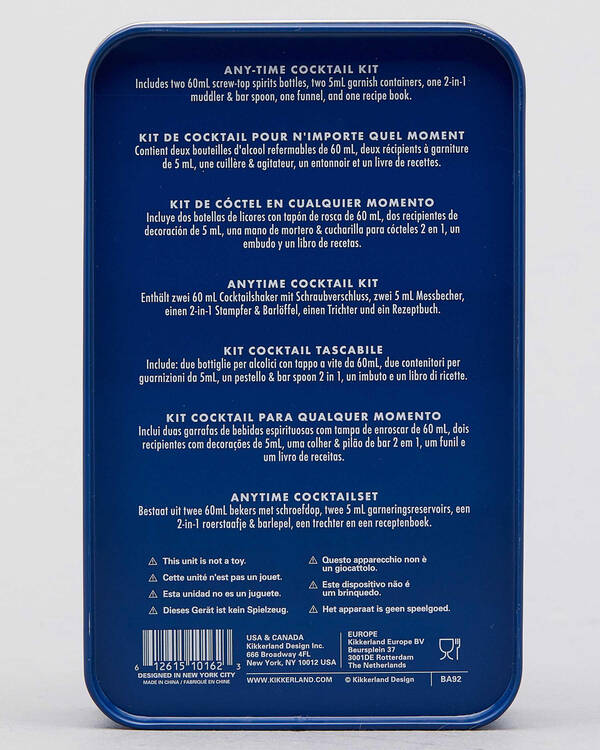 ANY-TIME COCKTAIL KIT
Includes two 60mL screw-top spirits bottles, two 5mL garnish containers, one 2-in-1
muddler & bar spoon, one funnel, and one recipe book.
KIT DE COCKTAIL POUR N'IMPORTE QUEL MOMENT
Contient deux bouteilles d'alcool refermables de 60 mL, deux récipients à garniture
de 5 mL, une cuillère & agitateur, un entonnoir et un livre de recettes.
KIT DE CÓCTEL EN CUALQUIER MOMENTO
Incluye dos botellas de licores con tapón de rosca de 60 mL, dos recipientes de
decoración de 5 mL, una mano de mortero & cucharilla para cócteles 2 en 1, un
embudo y un libro de recetas.
ANYTIME COCKTAIL KIT
Enthält zwei 60 mL Cocktailshaker mit Schraubverschluss, zwei 5 mL Messbecher,
einen 2-in-1 Stampfer & Barlöffel, einen Trichter und ein Rezeptbuch.
KIT COCKTAIL TASCABILE
Include: due bottiglie per alcolici con tappo a vite da 60mL, due contenitori per
guarnizioni da 5mL, un pestello & bar spoon 2 in 1, un imbuto e un libro di ricette.
KIT COCKTAIL PARA QUALQUER MOMENTO
Inclui duas garrafas de bebidas espirituosas com tampa de enroscar de 60 mL, dois
recipientes com decorações de 5mL, uma colher & pilão de bar 2 em 1, um funil e
um livro de receitas.
ANYTIME COCKTAILSET
Bestaat uit twee 60mL bekers met schroefdop, twee 5 mL garneringsreservoirs, een
2-in-1 roerstaafje & barlepel, een trechter en een receptenboek.
This unit is not a toy.
Cette unité n'est pas un jouet.
Esta unidad no es un juguete.
Dieses Gerät ist kein Spielzeug.
Questo apparecchio non è
un giocattolo.
Este dispositivo não é
um brinquedo.
Het apparaat is geen speelgoed.
6 12615 10162 3
DESIGNED IN NEW YORK CITY
MADE IN CHINA / FABRIQUÉ EN CHINE
USA & CANADA
Kikkerland Design Inc.
666 Broadway 4FL
New York, NY 10012 USA
EUROPE
Kikkerland Europe BV
Beursplein 37
3001DE Rotterdam
The Netherlands
WWW.KIKKERLAND.COM
© Kikkerland Design
BA92